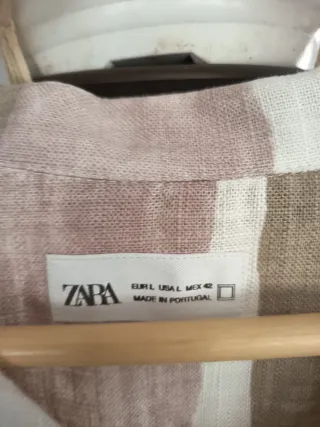 ZARA
EUR L USA L MEX 42
MADE IN PORTUGAL